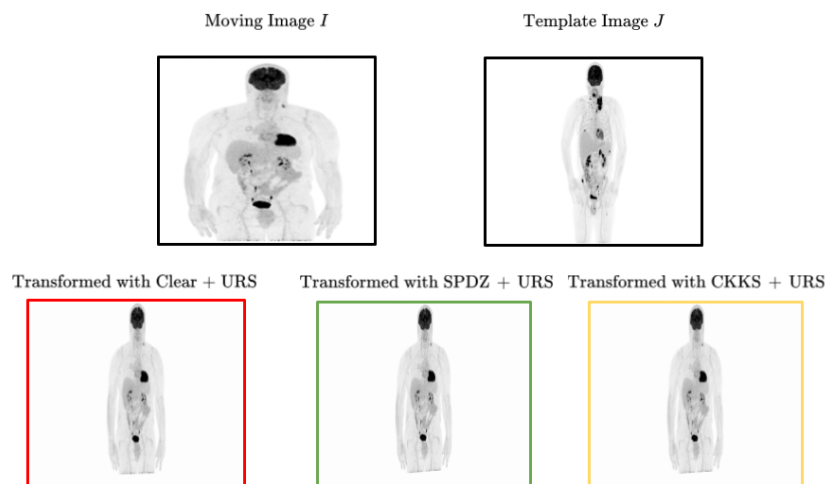 Moving Image I
Template Image J
Transformed with Clear + URS
Transformed with SPDZ + URS
Transformed with CKKS + URS